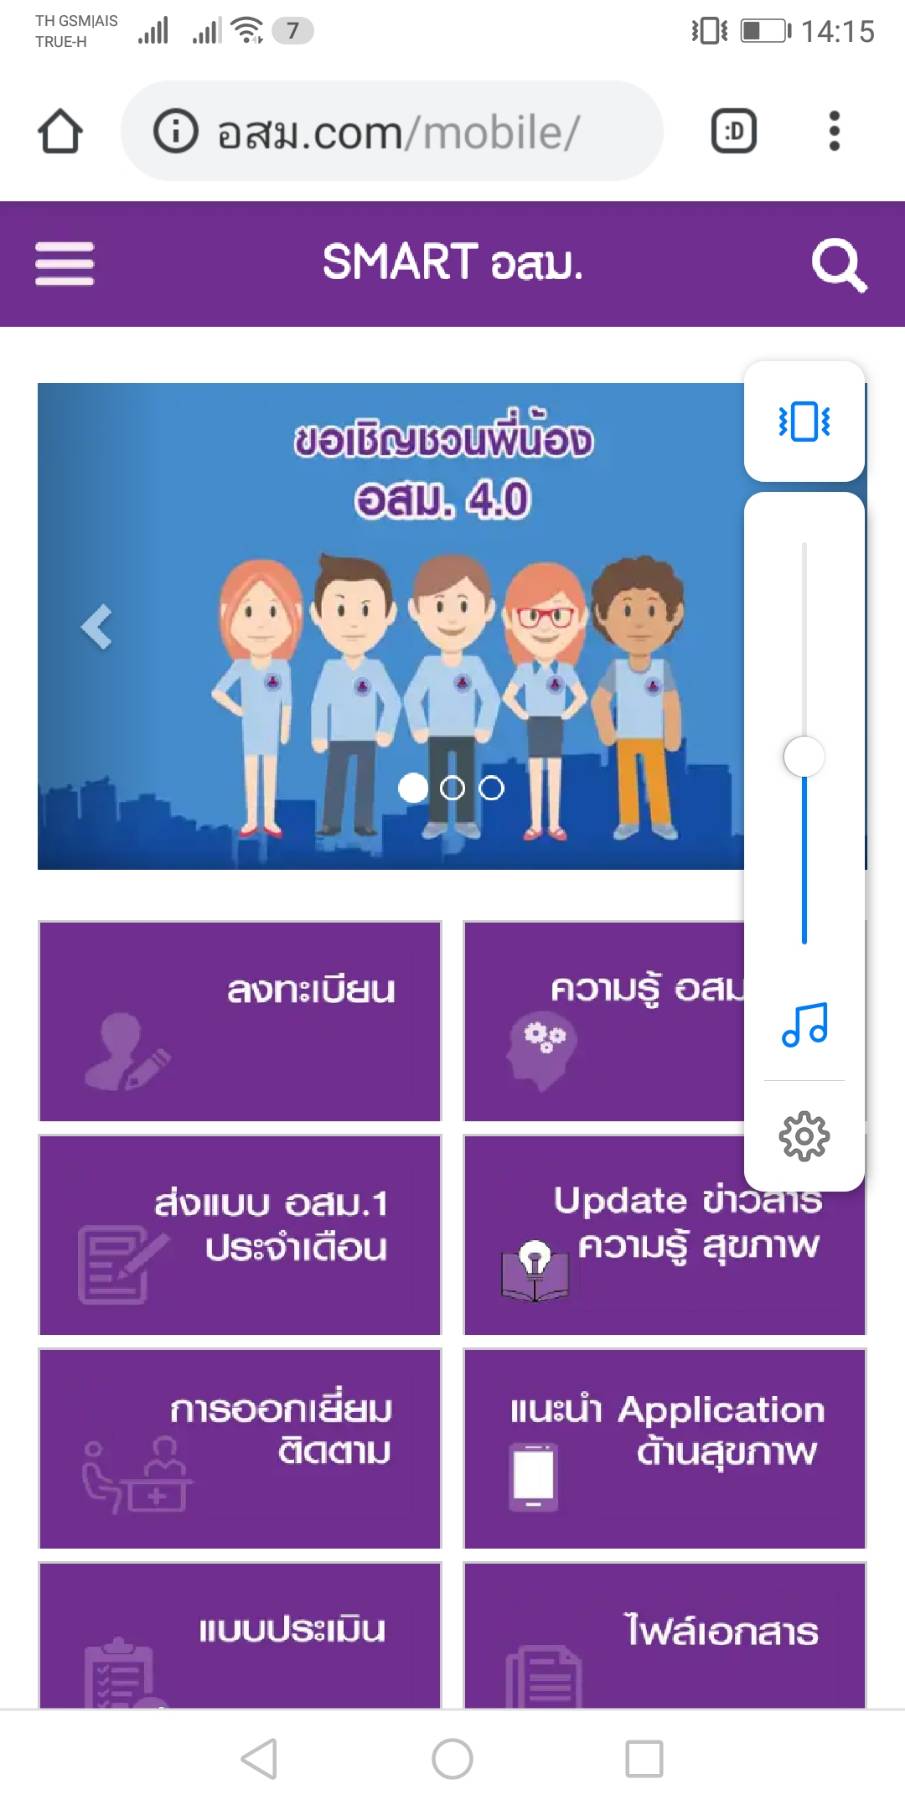 TH GSM|AIS
TRUE-H
7
14:15
อสม.com/mobile/
:D
SMART อสม.
ขอเชิญชวนพี่น้อง
อสม. 4.0
ลงทะเบียน
ความรู้ อสม
ส่งแบบ อสม.1
ประจำเดือน
Update ข่าวสาร
ความรู้ สุขภาพ
การออกเยี่ยม
ติดตาม
แนะนำ Application
ด้านสุขภาพ
แบบประเมิน
ไฟล์เอกสาร